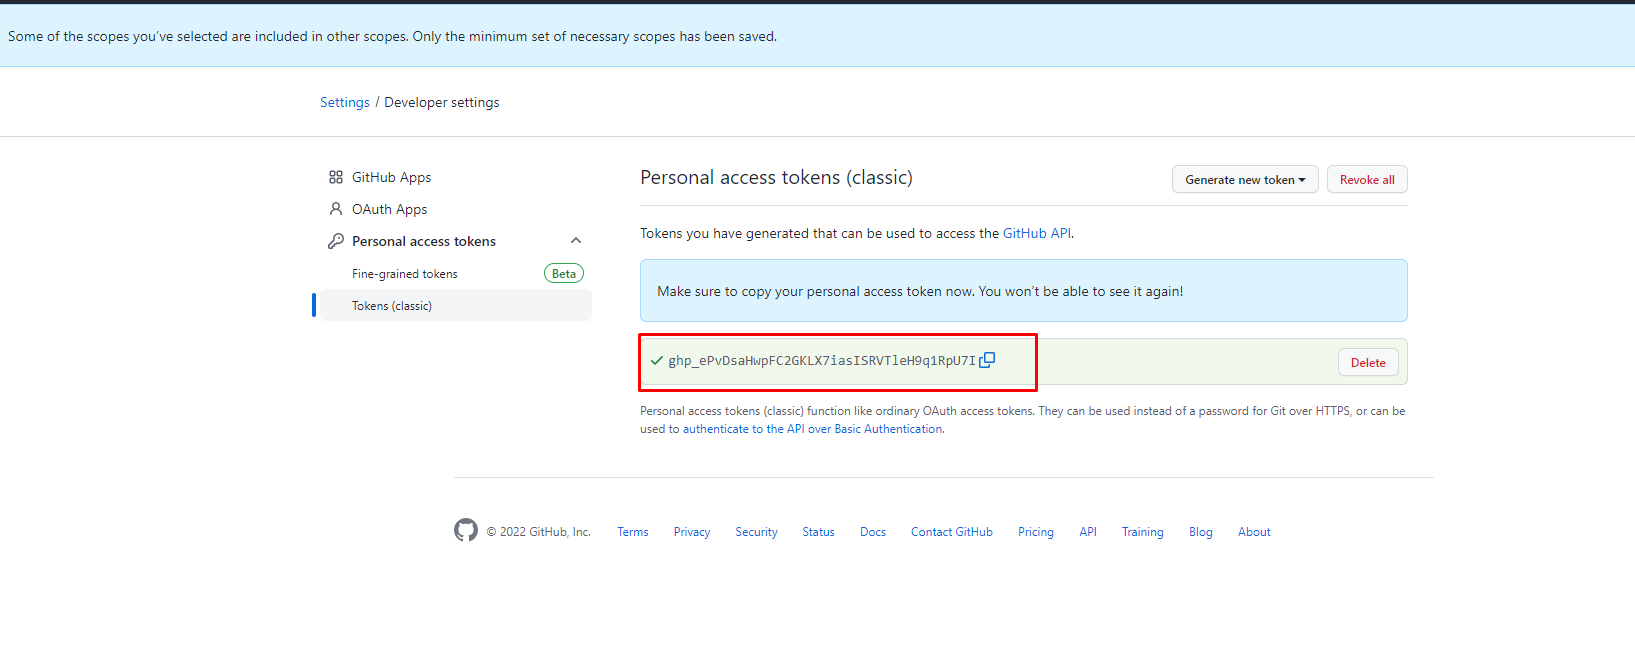 Some of the scopes you've selected are included in other scopes. Only the minimum set of necessary scopes has been saved.
Settings / Developer settings
GitHub Apps
OAuth Apps
Personal access tokens
Fine-grained tokens Beta
Tokens (classic)
Personal access tokens (classic)
Generate new token
Revoke all
Tokens you have generated that can be used to access the GitHub API.
Make sure to copy your personal access token now. You won't be able to see it again!
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
Delete
Personal access tokens (classic) function like ordinary OAuth access tokens. They can be used instead of a password for Git over HTTPS, or can be
used to authenticate to the API over Basic Authentication.
© 2022 GitHub, Inc. Terms Privacy Security Status Docs Contact GitHub Pricing API Training Blog About